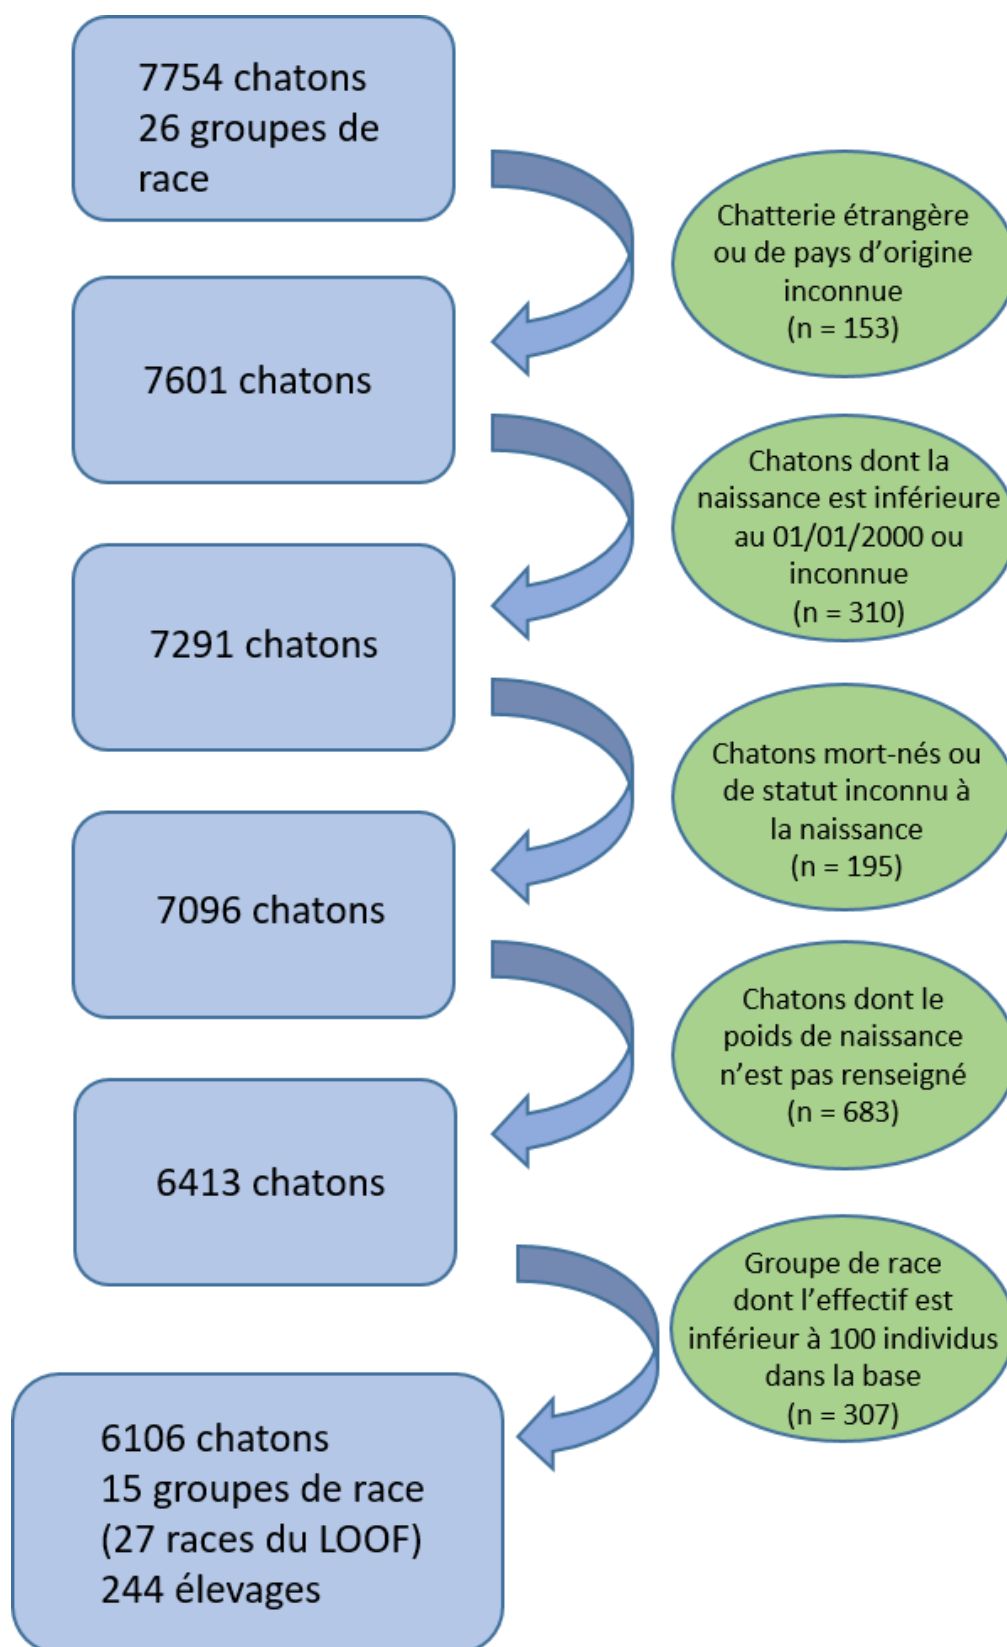 7754 chatons
26 groupes de
race
Chatterie étrangère
ou de pays d'origine
inconnue
(n = 153)
7601 chatons
Chatons dont la
naissance est inférieure
au 01/01/2000 ou
inconnue
(n = 310)
7291 chatons
Chatons mort-nés ou
de statut inconnu à
la naissance
(n = 195)
7096 chatons
Chatons dont le
poids de naissance
n'est pas renseigné
(n = 683)
6413 chatons
Groupe de race
dont l'effectif est
inférieur à 100 individus
dans la base
(n = 307)
6106 chatons
15 groupes de race
(27 races du LOOF)
244 élevages